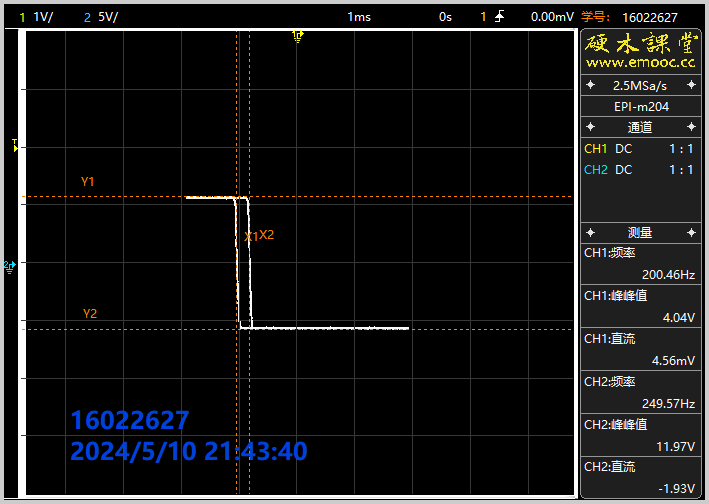 1 1V/ 2 5V/ 1ms 0s 1 0.00mV 学号: 16022627
硬木課堂
www.emooc.cc
2.5MSa/s
EPI-m204
通道
CH1 DC 1 : 1
CH2 DC 1 : 1
测量
CH1:频率
200.46Hz
CH1:峰峰值
4.04V
CH1:直流
4.56mV
CH2:频率
249.57Hz
CH2:峰峰值
11.97V
CH2:直流
-1.93V
T
Y1
X1 X2
2
Y2
16022627
2024/5/10 21:43:40